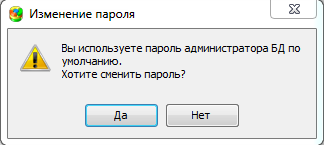 Изменение пароля
Вы используете пароль администратора БД по
умолчанию.
Хотите сменить пароль?
Да
Нет